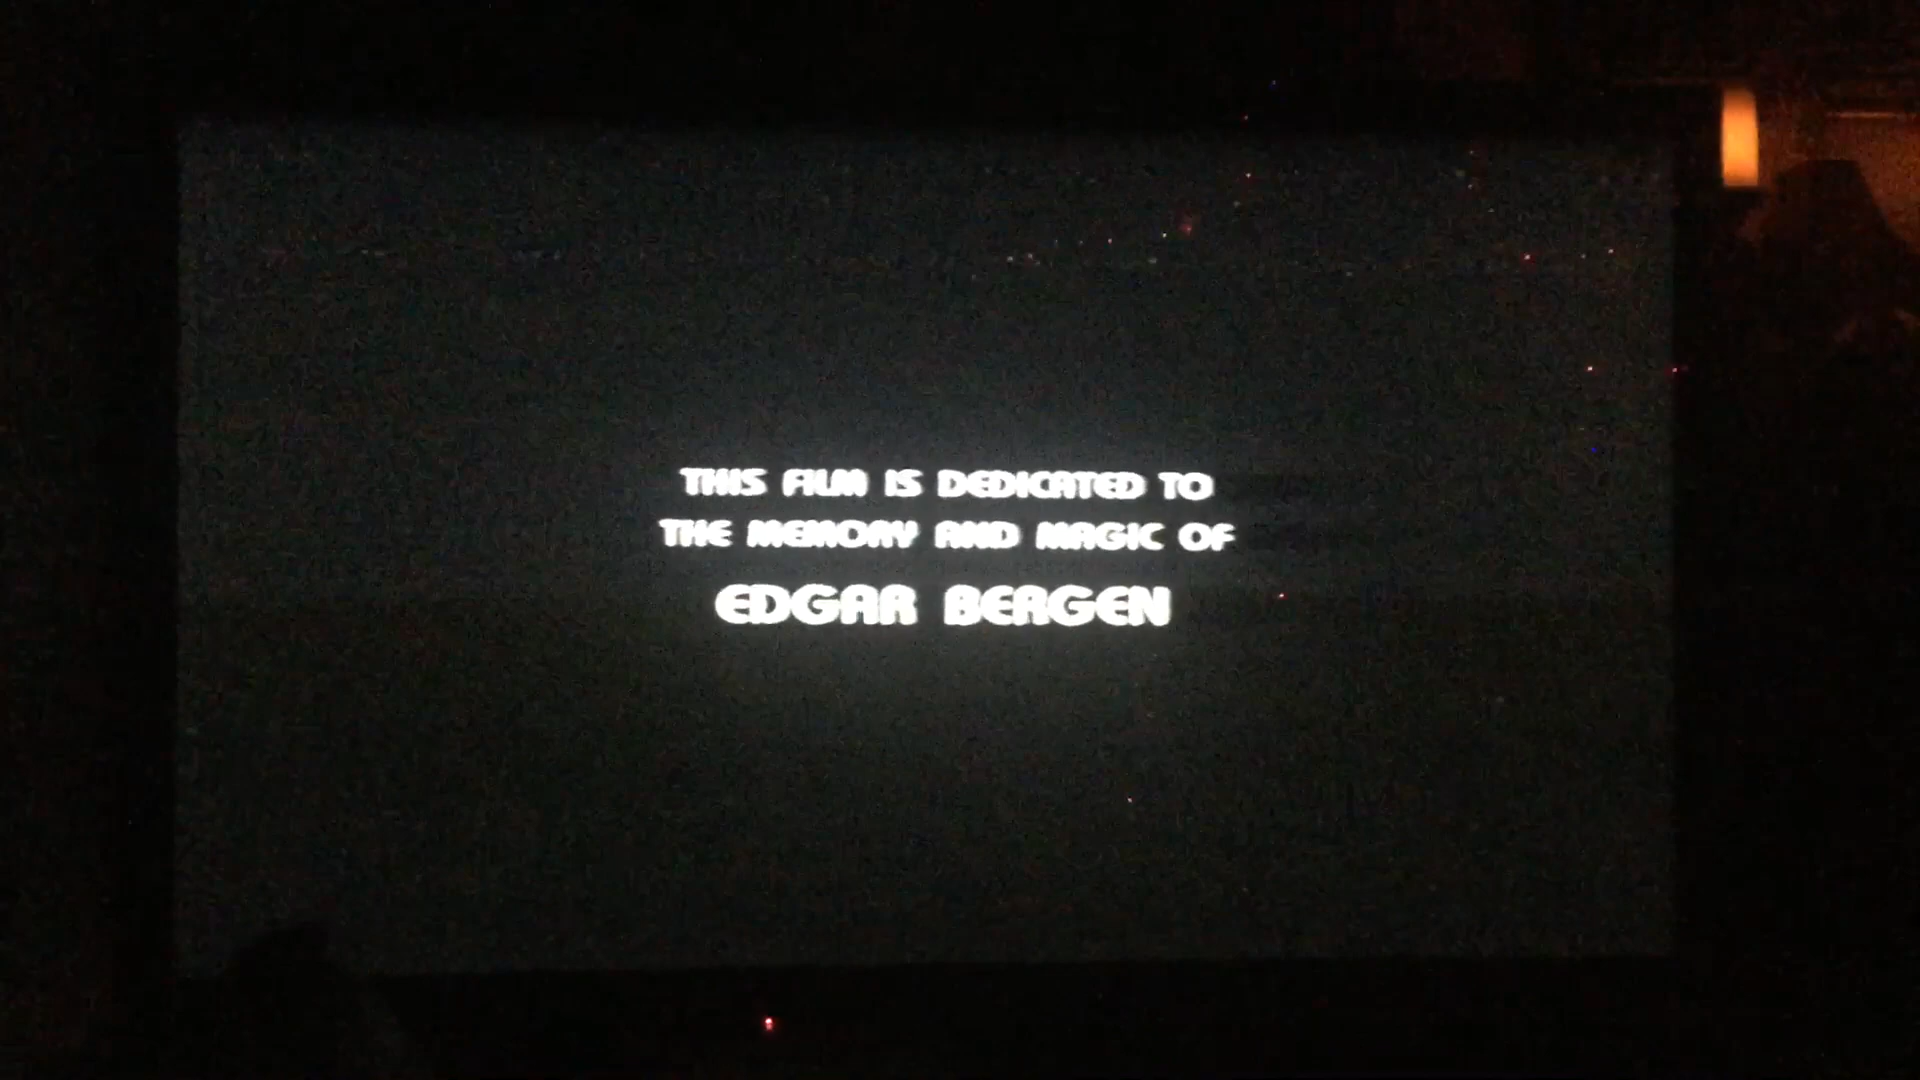 THIS FILM IS DEDICATED TO
THE MEMORY AND MAGIC OF
EDGAR BERGEN